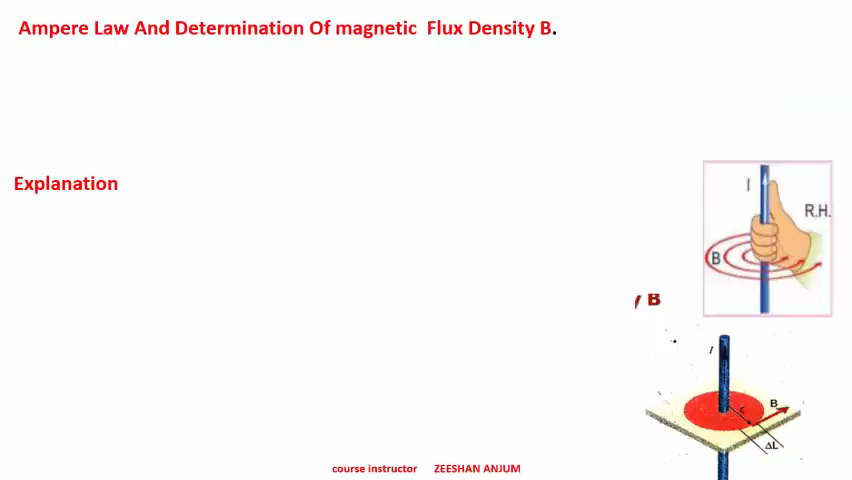 Ampere Law And Determination Of magnetic Flux Density B.
Explanation
I
R.H.
B
y B
I
r
B
ΔL
course instructor ZEESHAN ANJUM